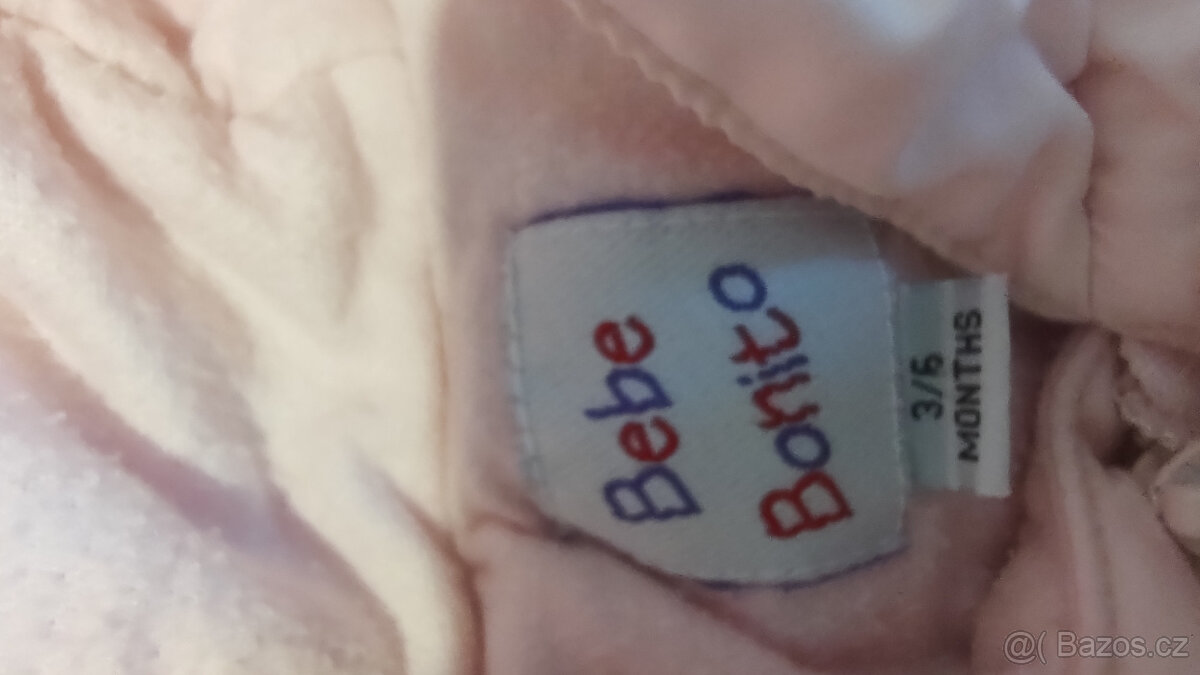 Bebe
Bonito
3/6
MONTHS
@( Bazos.cz